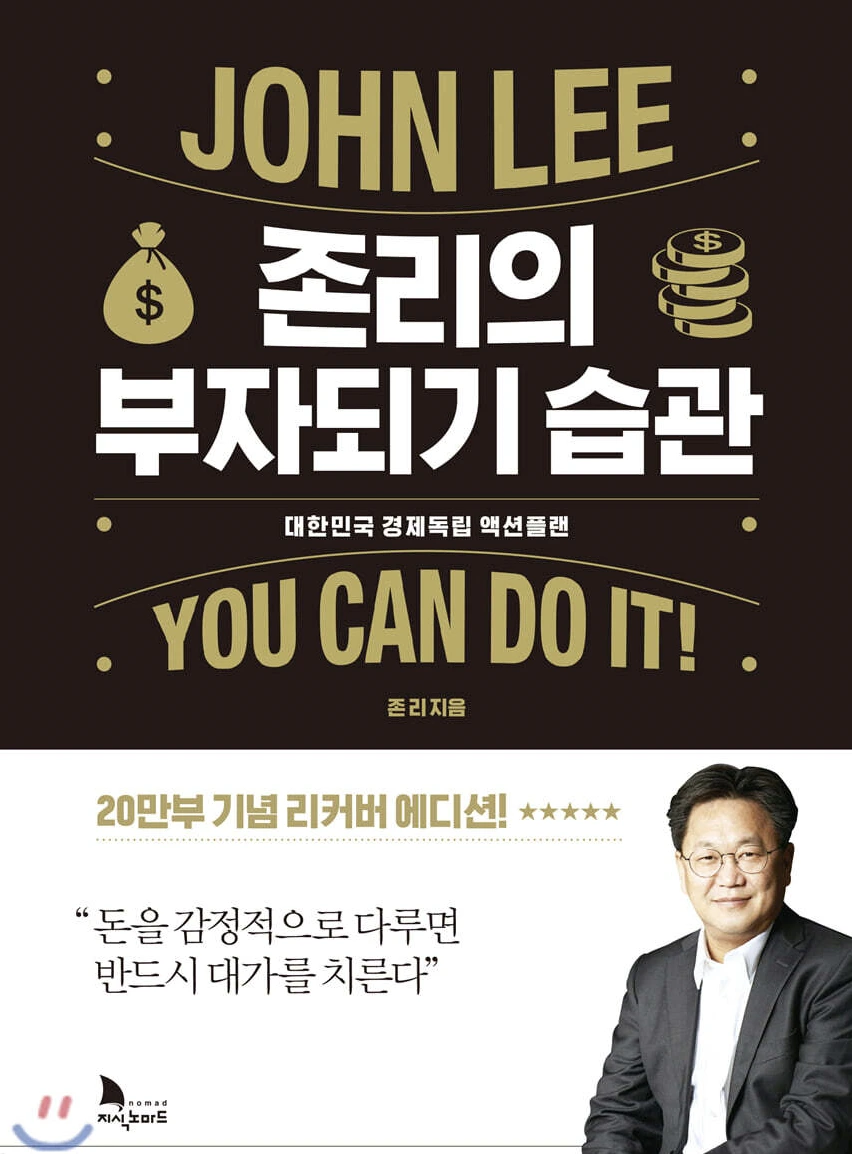 JOHN LEE
$
$
존리의
부자되기 습관
대한민국 경제독립 액션플랜
YOU CAN DO IT!
존리 지음
20만부 기념 리커버 에디션! ★★★★★
“돈을 감정적으로 다루면
반드시 대가를 치른다”
nomad
지식노마드